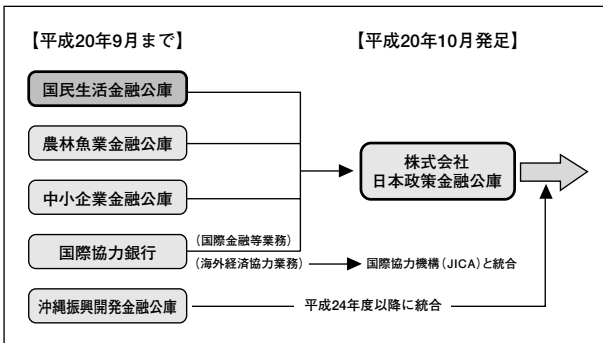 【平成20年9月まで】
【平成20年10月発足】
国民生活金融公庫
農林魚業金融公庫
中小企業金融公庫
株式会社
日本政策金融公庫
国際協力銀行
(国際金融等業務)
(海外経済協力業務)
国際協力機構(JICA)と統合
沖縄振興開発金融公庫
平成24年度以降に統合